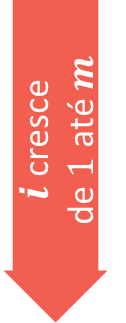 i cresce
de 1 até m